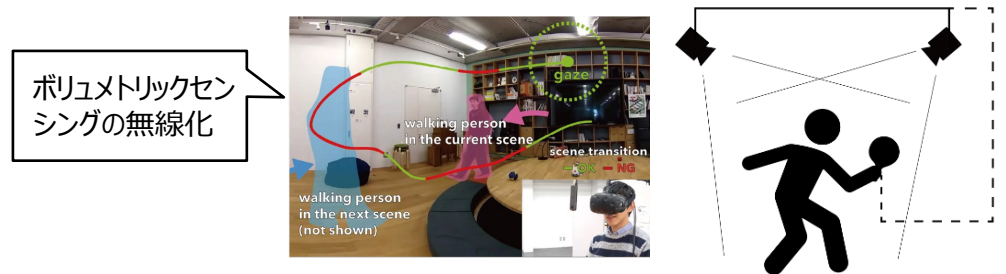 ボリュメトリックセン
シングの無線化
gaze
walking person
in the current scene
scene transition
OK NG
walking person
in the next scene
(not shown)